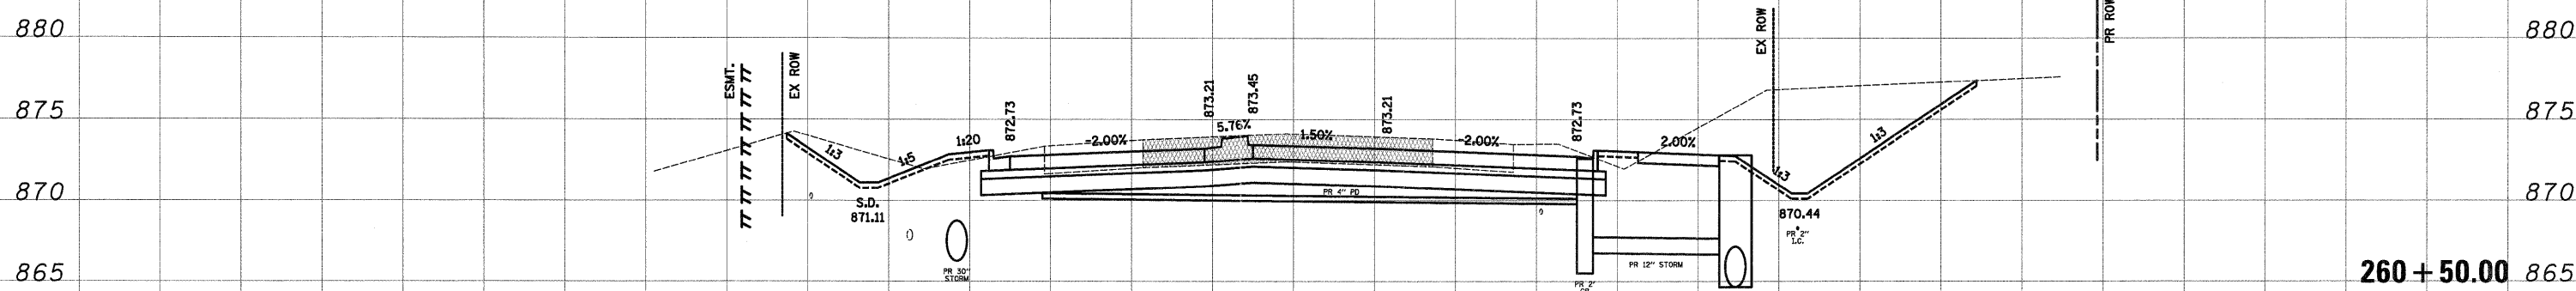 880
EX ROW
PR ROW
880
ESMT.
EX ROW
873.21
873.45
875
872.73
5.76%
873.21
872.73
875
1:3
1:5
1:20
-2.00%
1.50%
-2.00%
2.00%
1:3
1:3
870
S.D.
871.11
PR 4" PD
870.44
870
PR 2"
I.C.
865
PR 30"
STORM
PR 12" STORM
PR 2'
CB
260+50.00
865